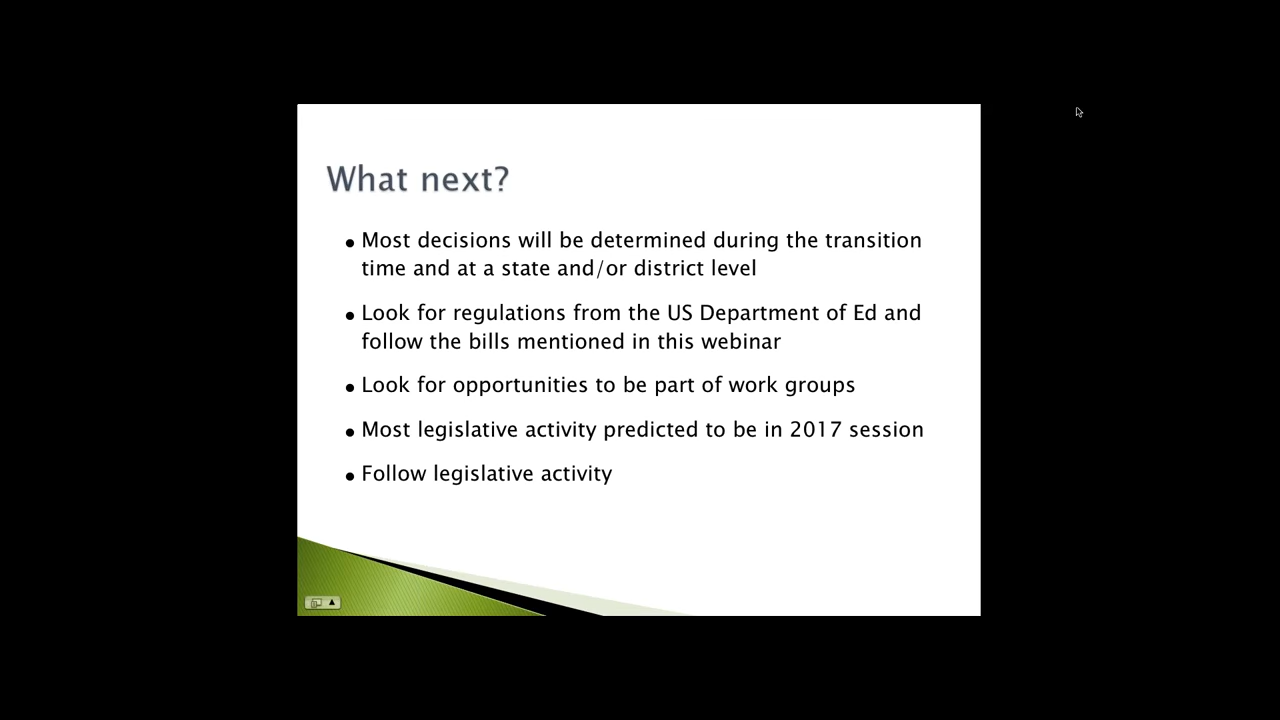 What next?
• Most decisions will be determined during the transition
time and at a state and/or district level
• Look for regulations from the US Department of Ed and
follow the bills mentioned in this webinar
• Look for opportunities to be part of work groups
• Most legislative activity predicted to be in 2017 session
• Follow legislative activity